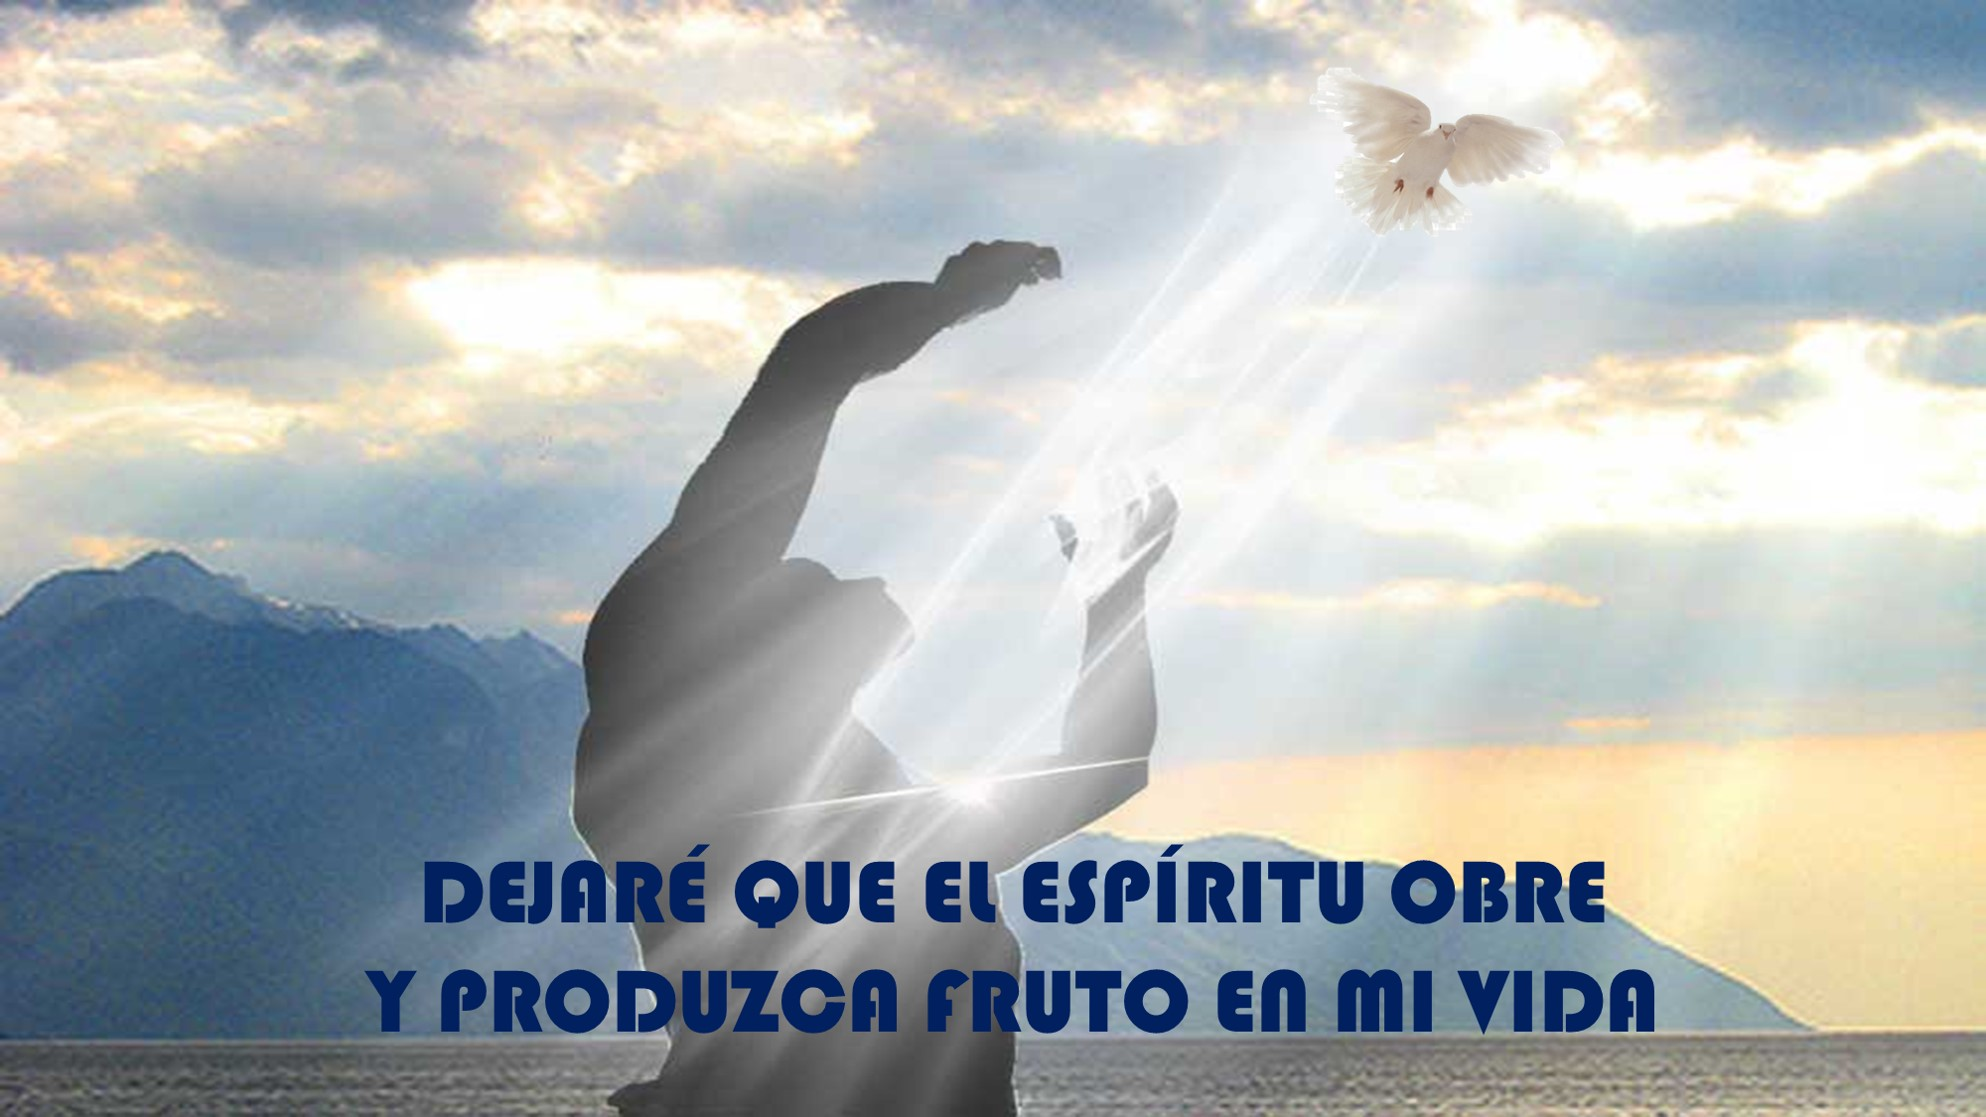 DEJARÉ QUE EL ESPÍRITU OBRE
Y PRODUZCA FRUTO EN MI VIDA